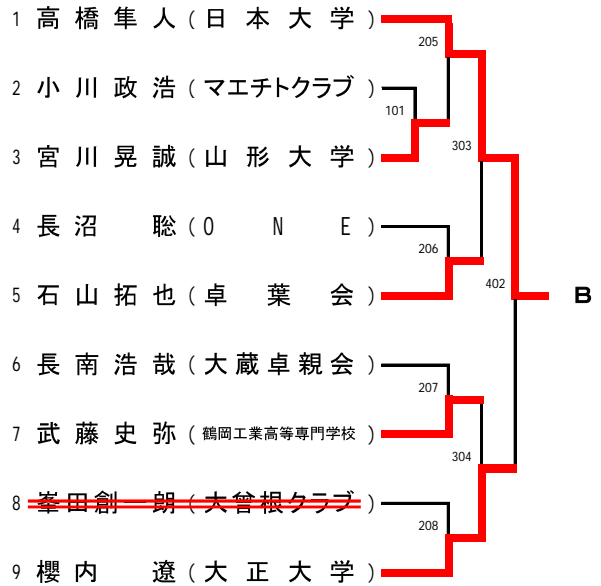 1 高橋隼人(日本大学)
205
2 小川政浩(マエチトクラブ)
101
3 宮川晃誠(山形大学)
303
4 長沼聡(ONE)
206
402
5 石山拓也(卓葉会)
B
6 長南浩哉(大蔵卓親会)
207
7 武藤史弥(鶴岡工業高等専門学校)
304
8 峯田創一朗(大曾根クラブ)
208
9 櫻内遼(大正大学)